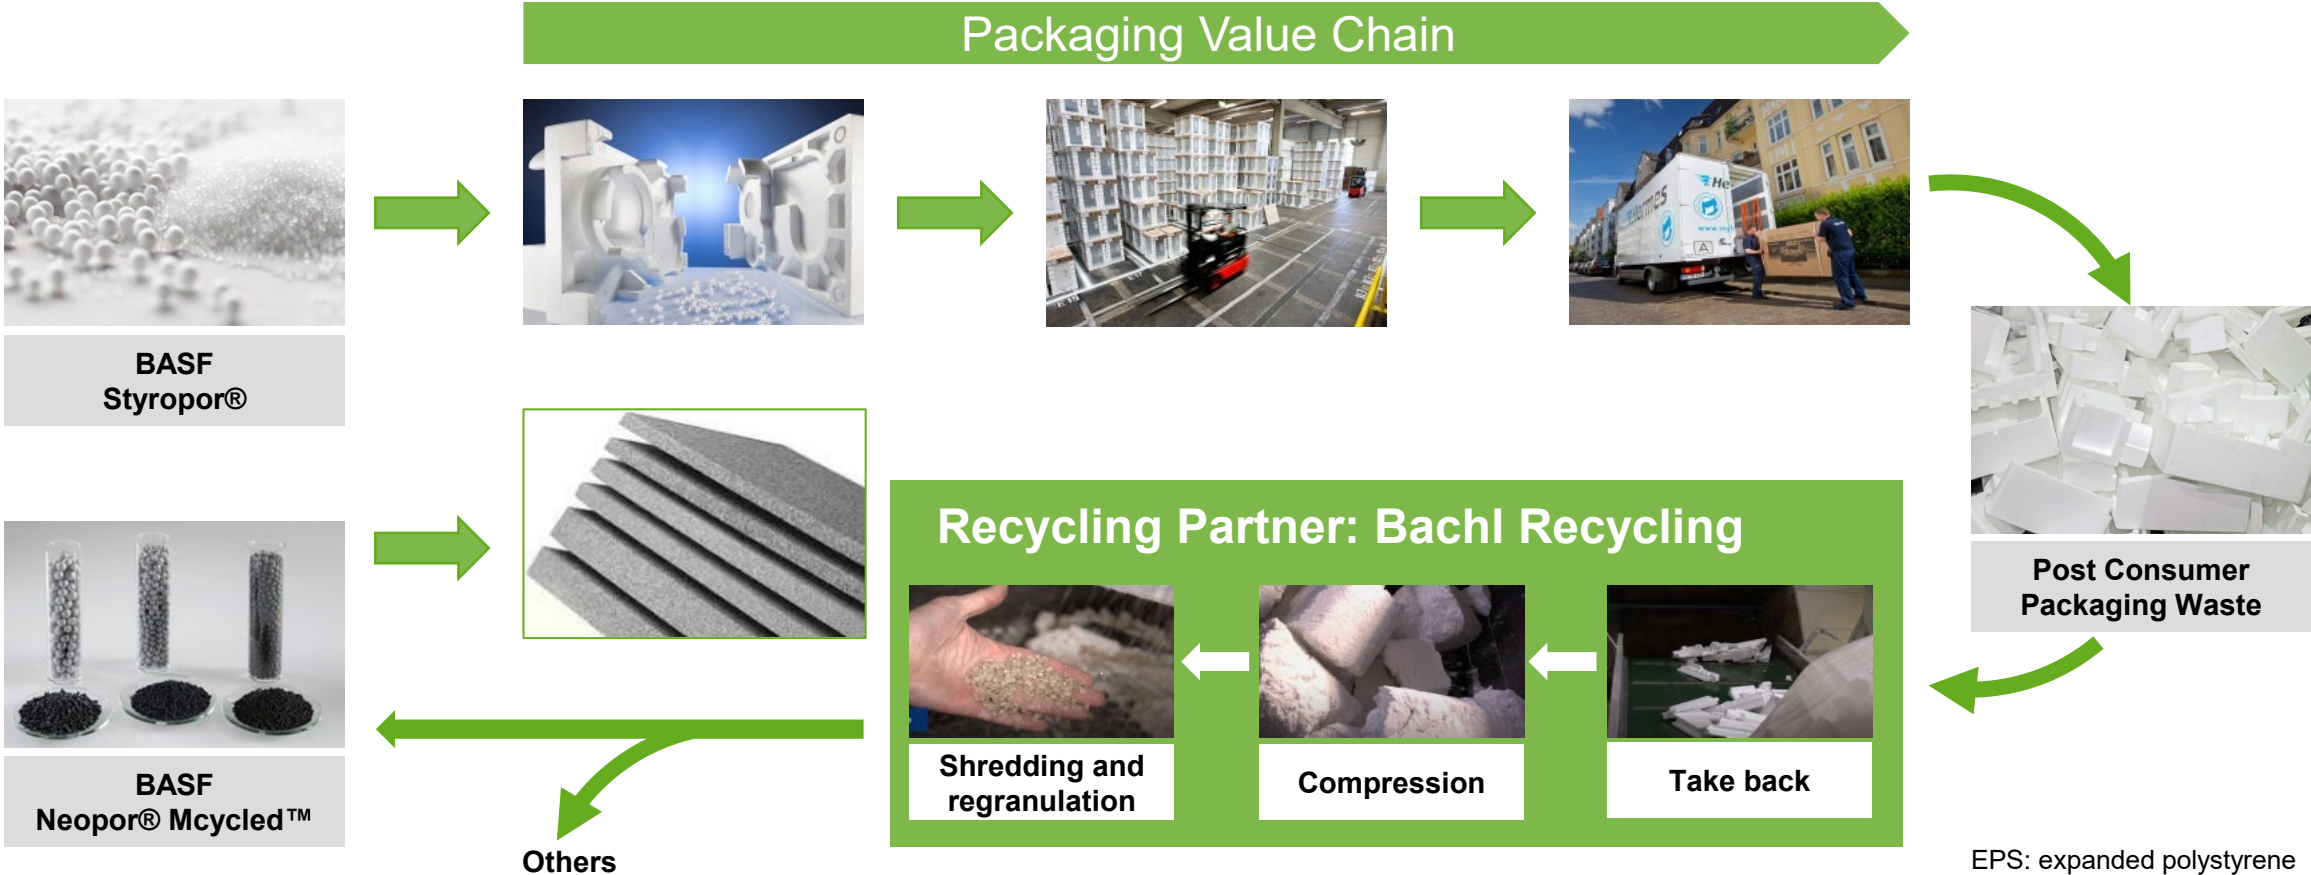 Packaging Value Chain
Hermes
BASF
Styropor®
Recycling Partner: Bachl Recycling
Post Consumer
Packaging Waste
Shredding and
regranulation
Compression
Take back
BASF
Neopor® Mcycled™
Others
EPS: expanded polystyrene